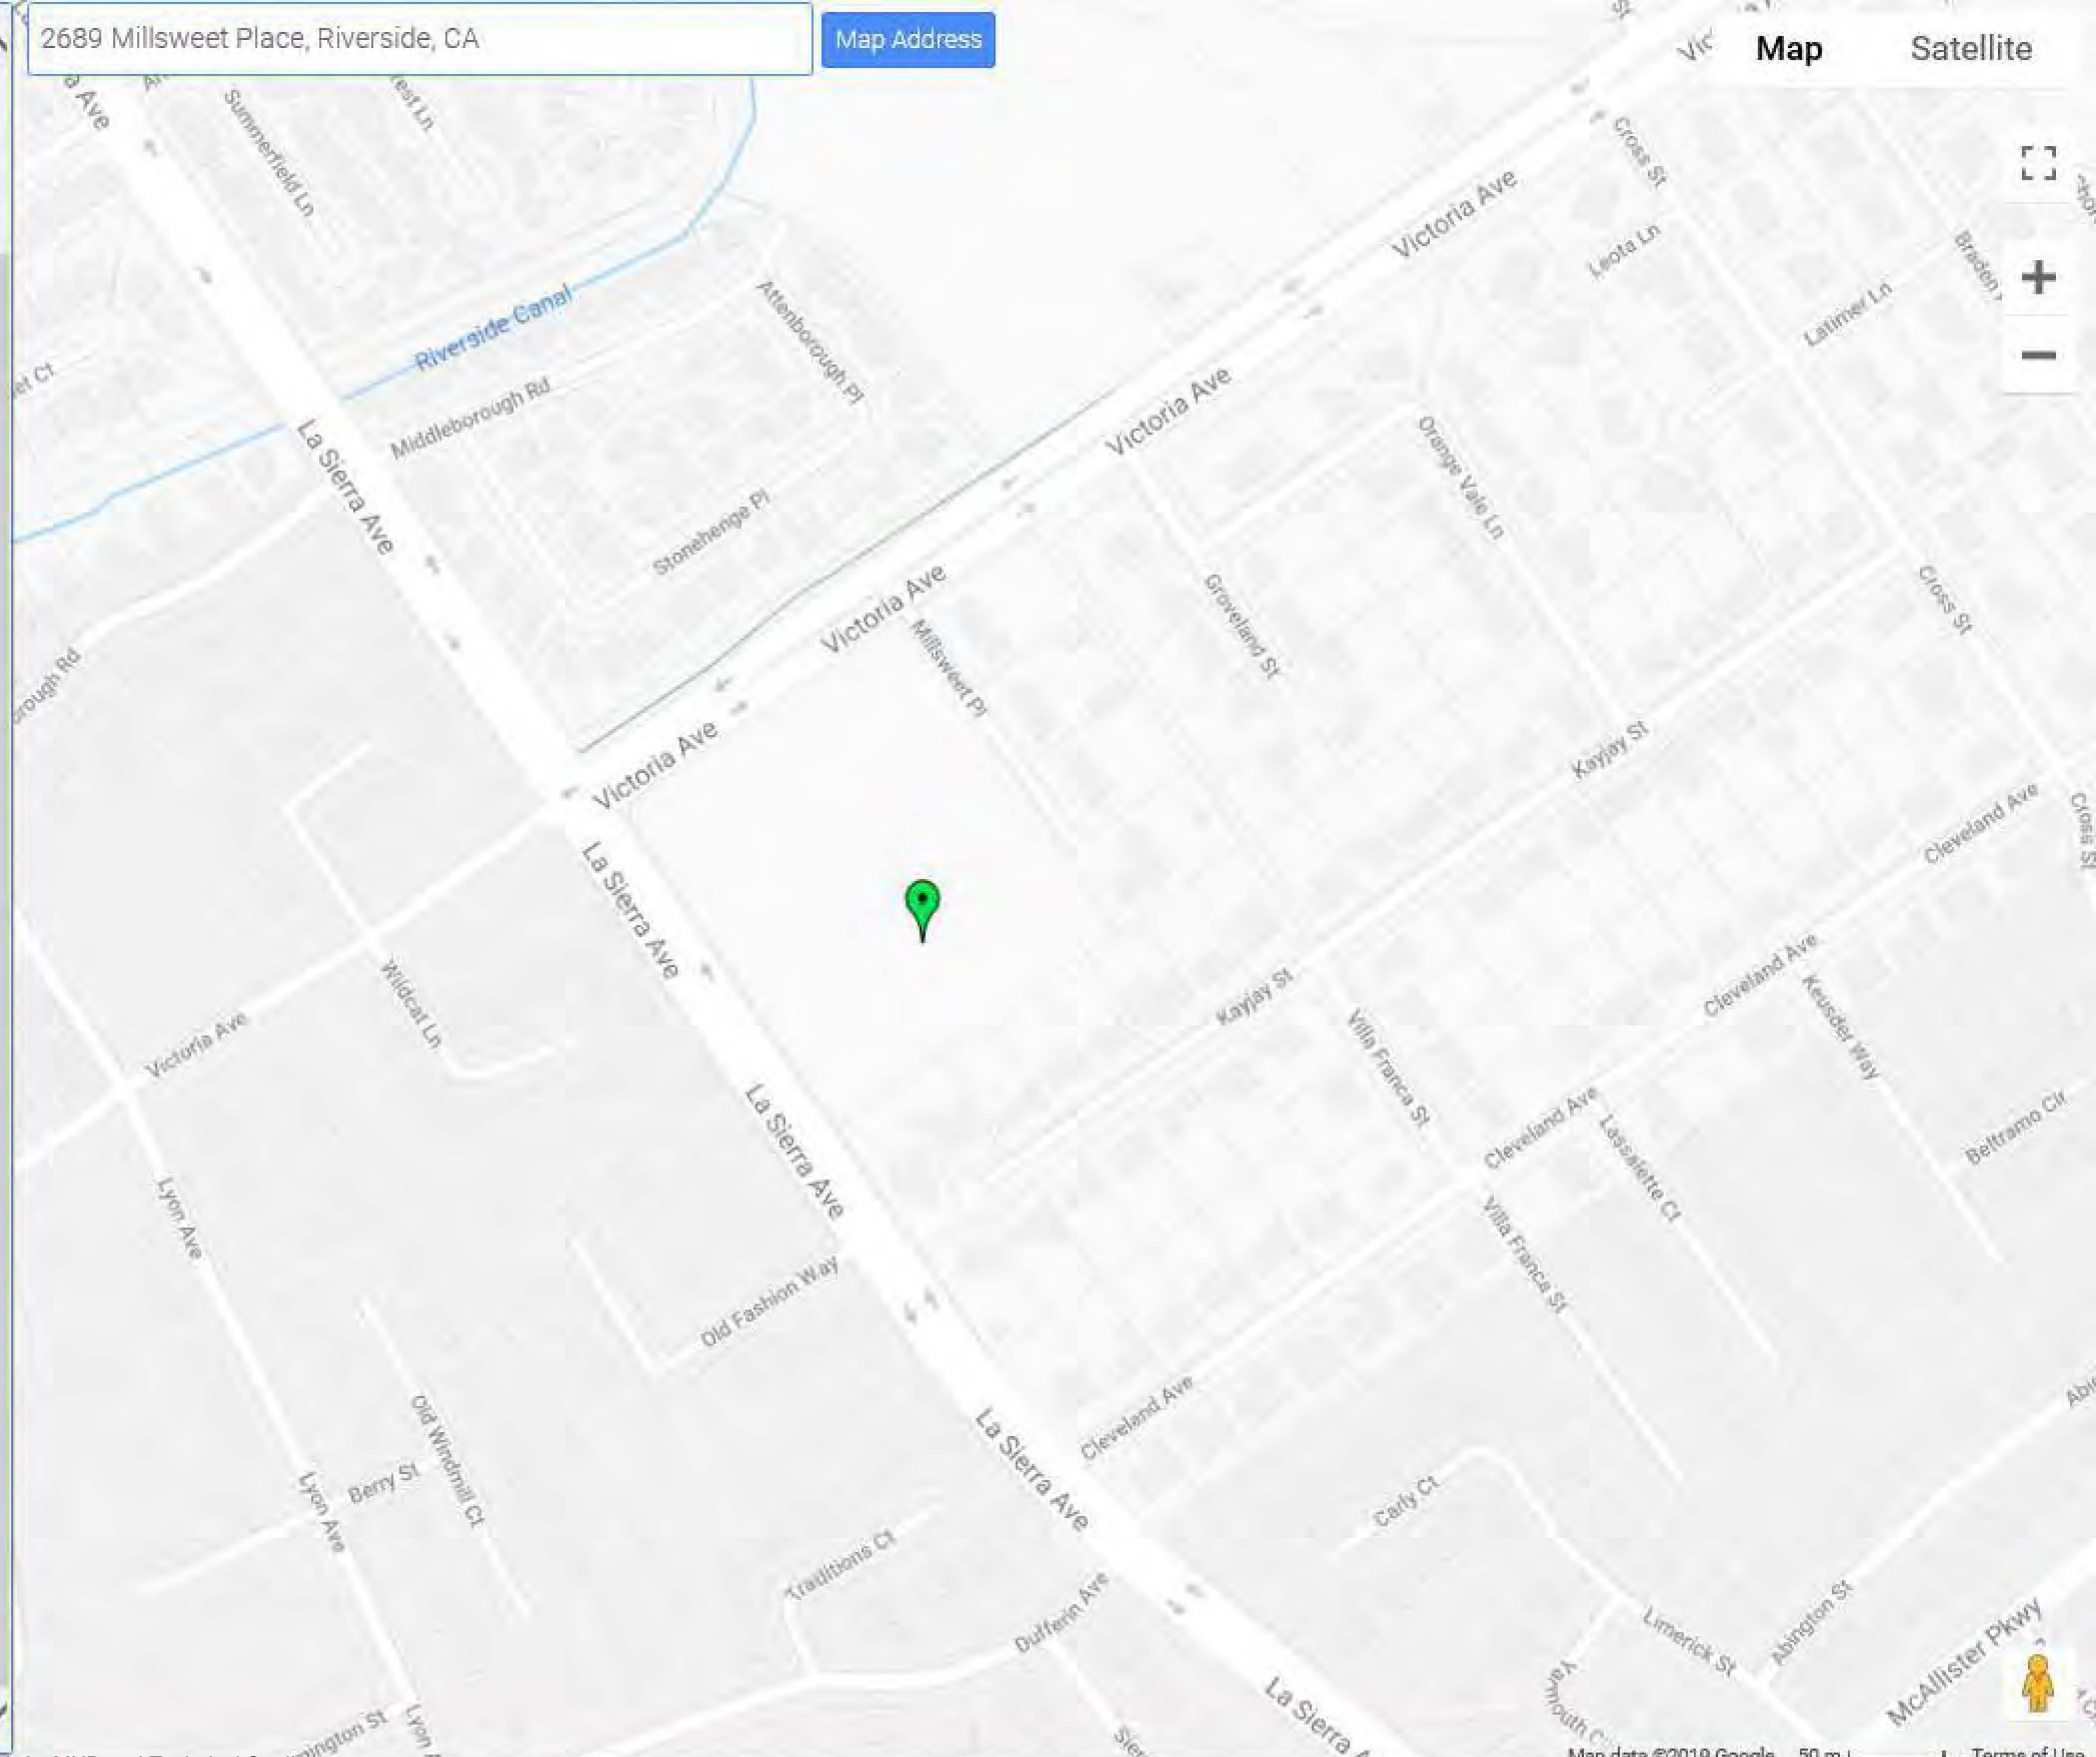 2689 Millsweet Place, Riverside, CA
Map Address
Map
Satellite
Summerfield Ln
Cross St
Victoria Ave
Leota Ln
Braden
Latimer Ln
Riverside Canal
Attenborough Pl
Middleborough Rd
La Sierra Ave
Victoria Ave
Orange Vale Ln
Stonehenge Pl
Victoria Ave
Groveland St
Cross St
Millsweet Pl
Victoria Ave
Kayjay St
Cleveland Ave
Cross St
La Sierra Ave
Wildcat Ln
Victoria Ave
Kayjay St
Cleveland Ave
Keusder Way
Villa Franca St
La Sierra Ave
Cleveland Ave
Lassalette Ct
Beltramo Cir
Lyon Ave
Villa Franca St
Old Fashion Way
Old Windmill Ct
Cleveland Ave
La Sierra Ave
Berry St
Lyon Ave
Carly Ct
Traditions Ct
Dufferin Ave
Limerick St
Abington St
McAllister Pkwy
Yarmouth C
La Sierra A
Lyon
Map data ©2019 Google
50 m
Terms of Use